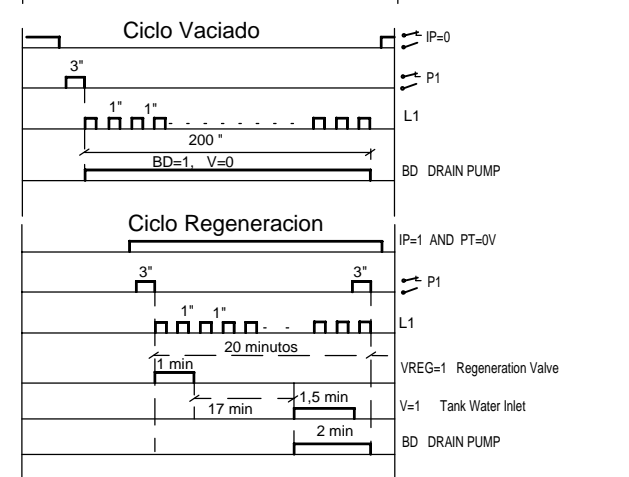 Ciclo Vaciado
IP=0
3"
P1
1" 1"
L1
200 "
BD=1, V=0
BD DRAIN PUMP
Ciclo Regeneracion
IP=1 AND PT=0V
3" 3"
P1
1" 1"
L1
20 minutos
1 min
VREG=1 Regeneration Valve
17 min
1,5 min
V=1 Tank Water Inlet
2 min
BD DRAIN PUMP